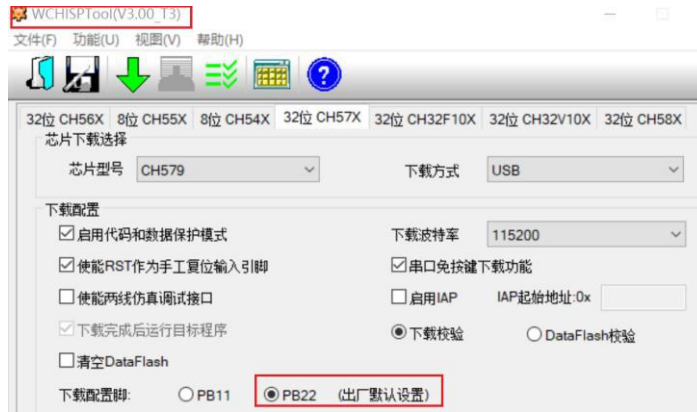 WCHISPTool(V3.00_T3)
文件(F) 功能(U) 视图(V) 帮助(H)
32位 CH56X 8位 CH55X 8位 CH54X 32位 CH57X 32位 CH32F10X 32位 CH32V10X 32位 CH58X
芯片下载选择
芯片型号 CH579 下载方式 USB
下载配置
启用代码和数据保护模式 下载波特率 115200
使能RST作为手工复位输入引脚 串口免按键下载功能
使能两线仿真调试接口 启用IAP IAP起始地址:0x
下载完成后运行目标程序 下载校验 DataFlash校验
清空DataFlash
下载配置脚: PB11 PB22 (出厂默认设置)